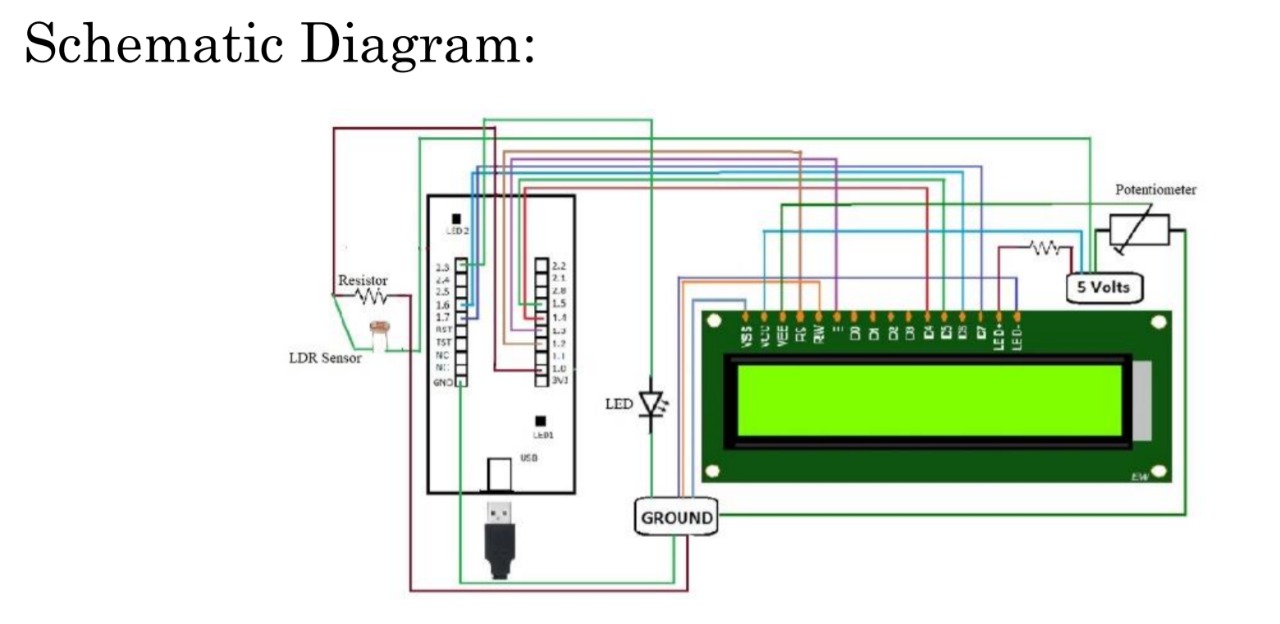 Schematic Diagram:
Potentiometer
LED2
2.3
2.2
2.4
2.1
Resistor
2.5
2.8
5 Volts
1.6
1.5
1.7
1.4
RST
1.3
TST
1.2
LDR Sensor
NC
1.1
NC
1.0
GND
3V3
VSS VCC VEE RS RW E D0 D1 D2 D3 D4 D5 D6 D7 LED+ LED-
LED
LED1
USB
EW
GROUND